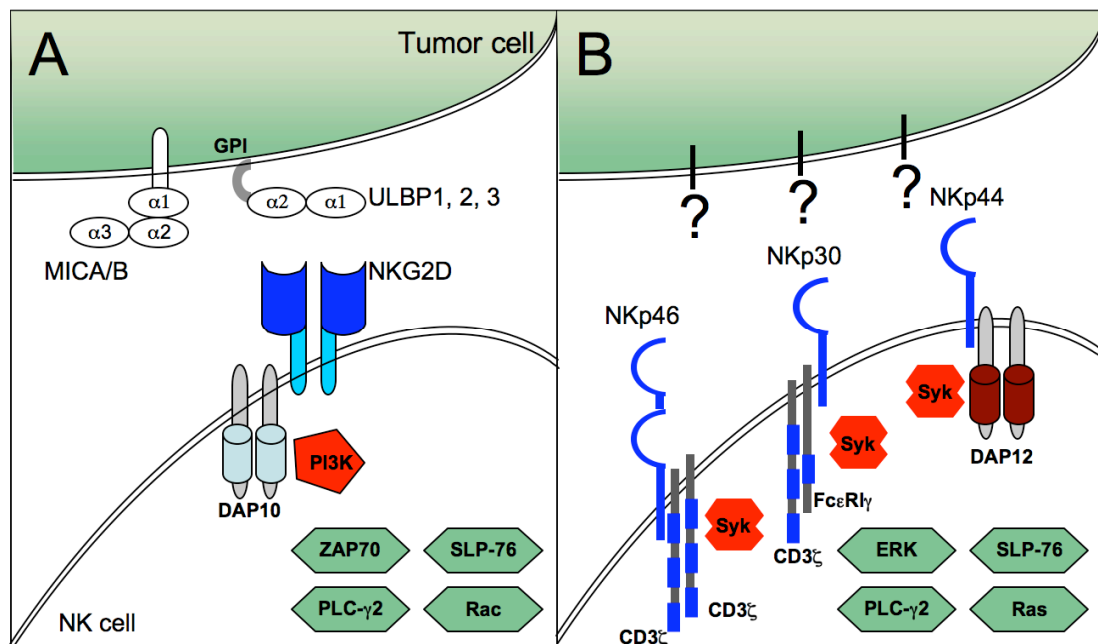 A
Tumor cell
GPI
α1
α2
α1
ULBP1, 2, 3
α3
α2
MICA/B
NKG2D
PI3K
DAP10
ZAP70
SLP-76
PLC-γ2
Rac
NK cell
B
?
?
?
NKp44
NKp30
NKp46
Syk
Syk
DAP12
FcεRIγ
Syk
CD3ζ
ERK
SLP-76
CD3ζ
PLC-γ2
Ras
CD3ζ